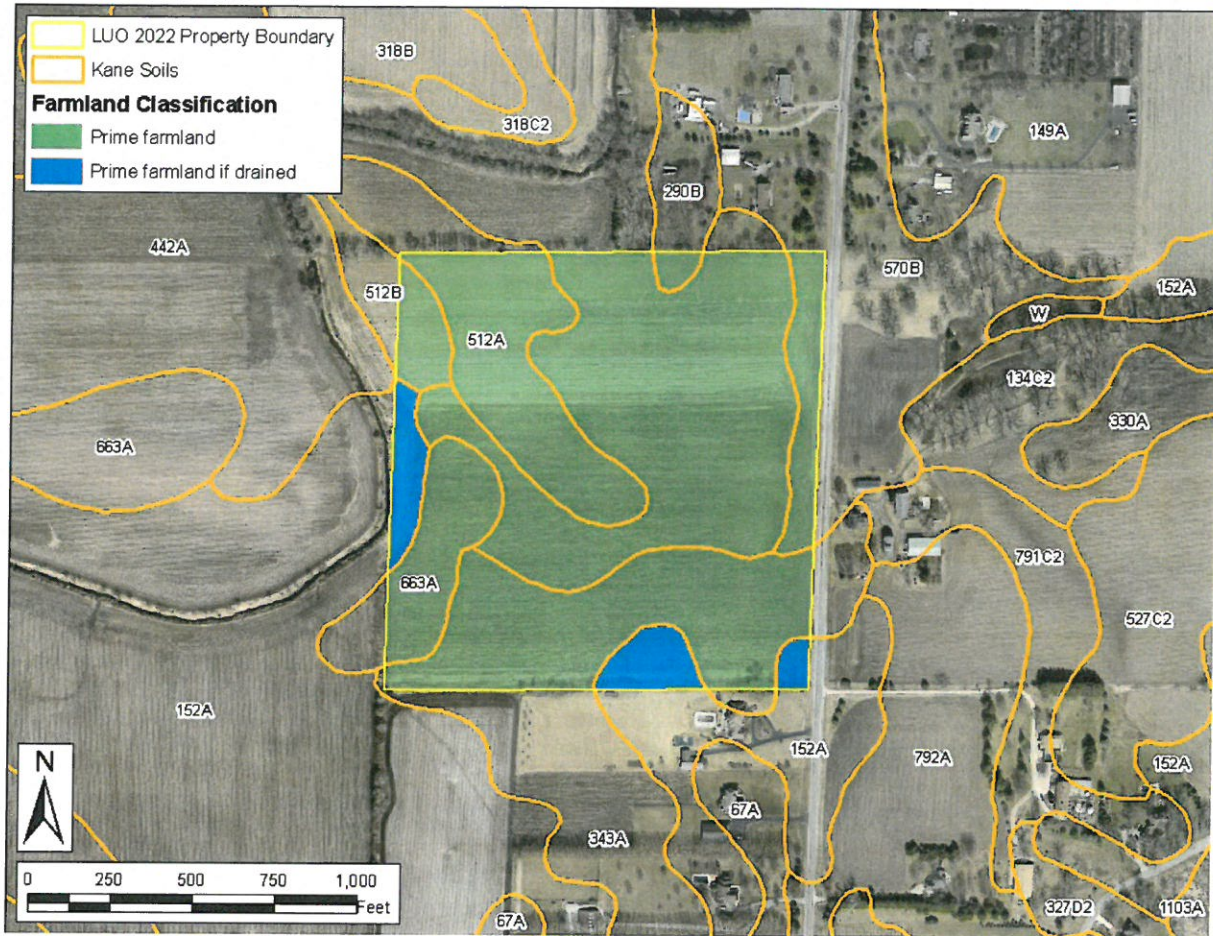 LUO 2022 Property Boundary
Kane Soils
Farmland Classification
Prime farmland
Prime farmland if drained
318B
318C2
149A
290B
442A
570B
512B
152A
W
512A
134C2
330A
663A
791C2
663A
527C2
152A
N
152A
792A
152A
67A
343A
0 250 500 750 1,000
Feet
67A
327D2
1103A